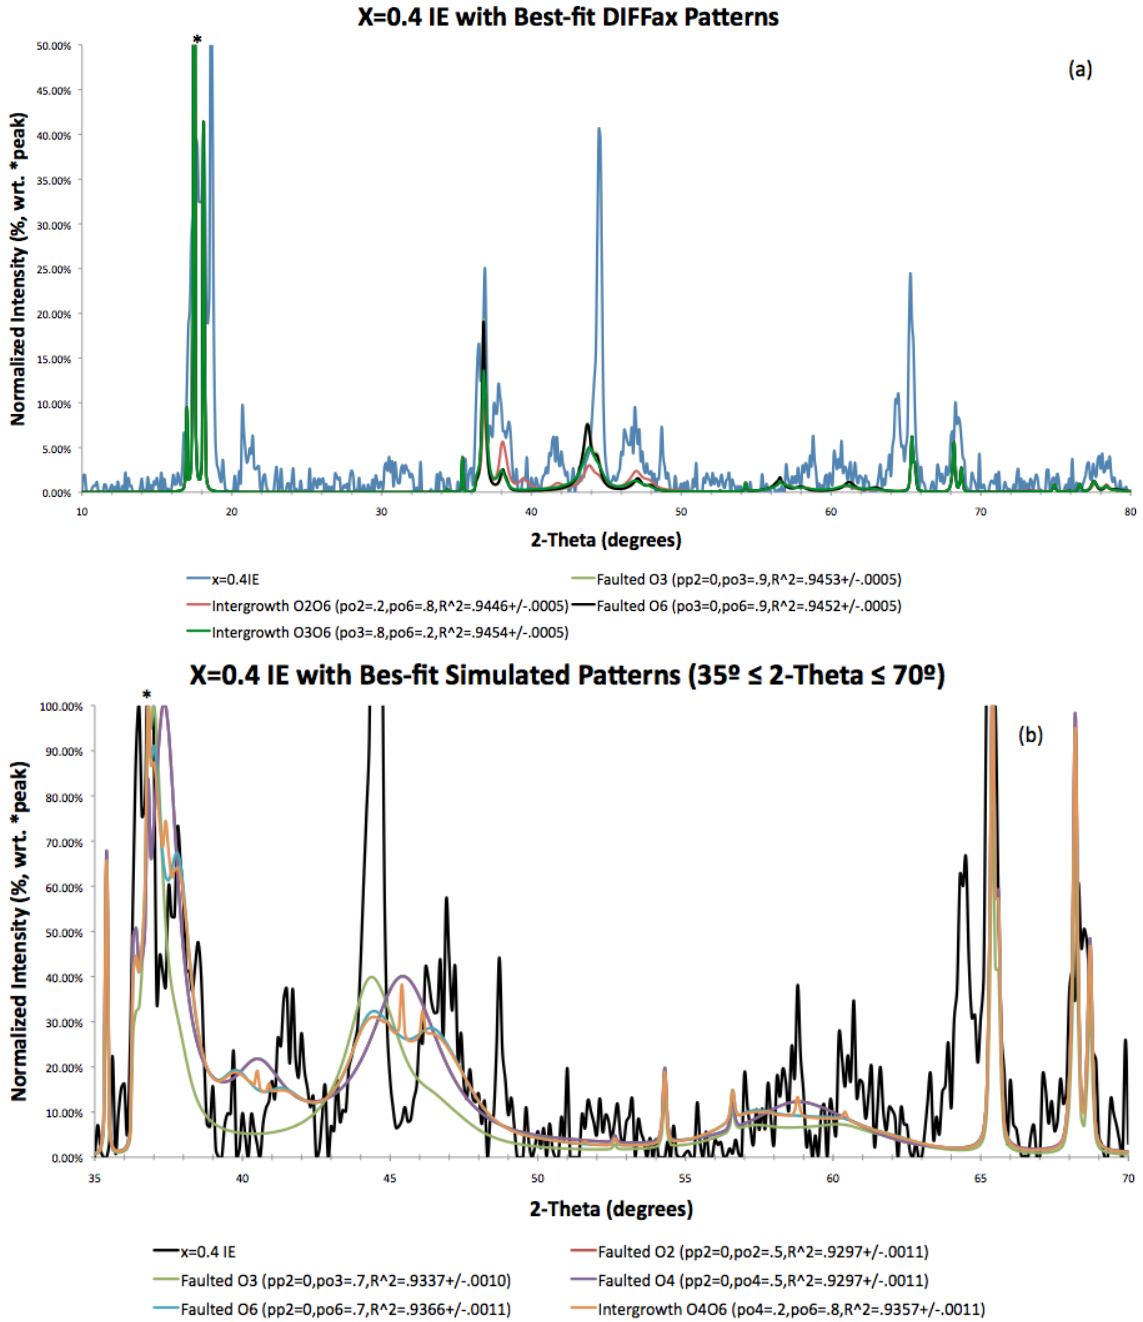 X=0.4 IE with Best-fit DIFFax Patterns
*
(a)
Normalized Intensity (%, wrt. *peak)
50.00%
45.00%
40.00%
35.00%
30.00%
25.00%
20.00%
15.00%
10.00%
5.00%
0.00%
10 20 30 40 50 60 70 80
2-Theta (degrees)
x=0.4IE
Faulted O3 (pp2=0,po3=.9,R^2=.9453+/-.0005)
Intergrowth O2O6 (po2=.2,po6=.8,R^2=.9446+/-.0005)
Faulted O6 (po3=0,po6=.9,R^2=.9452+/-.0005)
Intergrowth O3O6 (po3=.8,po6=.2,R^2=.9454+/-.0005)
X=0.4 IE with Bes-fit Simulated Patterns (35º ≤ 2-Theta ≤ 70º)
*
(b)
Normalized Intensity (%, wrt. *peak)
100.00%
90.00%
80.00%
70.00%
60.00%
50.00%
40.00%
30.00%
20.00%
10.00%
0.00%
35 40 45 50 55 60 65 70
2-Theta (degrees)
x=0.4 IE
Faulted O2 (pp2=0,po2=.5,R^2=.9297+/-.0011)
Faulted O3 (pp2=0,po3=.7,R^2=.9337+/-.0010)
Faulted O4 (pp2=0,po4=.5,R^2=.9297+/-.0011)
Faulted O6 (pp2=0,po6=.7,R^2=.9366+/-.0011)
Intergrowth O4O6 (po4=.2,po6=.8,R^2=.9357+/-.0011)